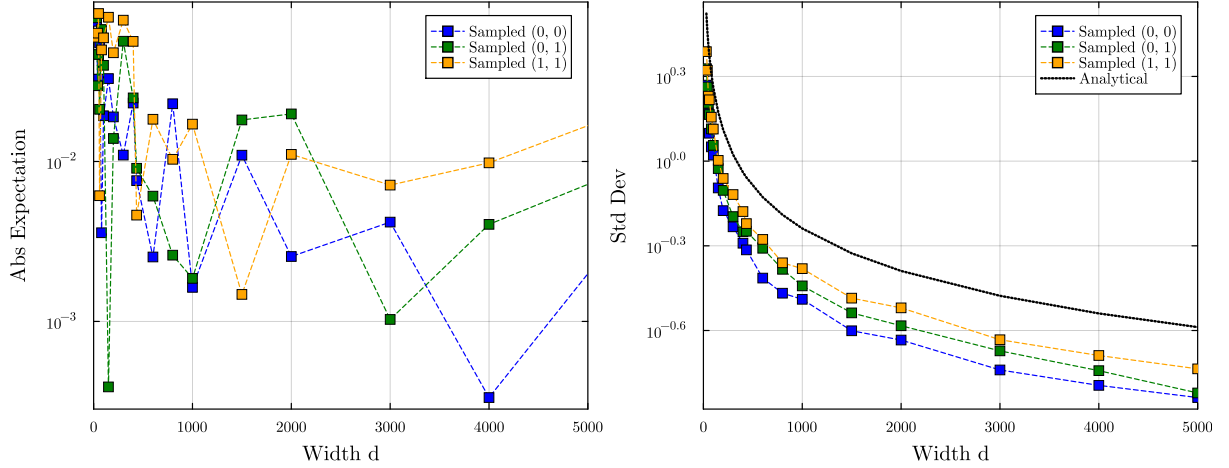 Abs Expectation
10^-2
10^-3
0
1000
2000
3000
4000
5000
Width d
Sampled (0, 0)
Sampled (0, 1)
Sampled (1, 1)
Std Dev
10^0.3
10^0.0
10^-0.3
10^-0.6
0
1000
2000
3000
4000
5000
Width d
Sampled (0, 0)
Sampled (0, 1)
Sampled (1, 1)
Analytical